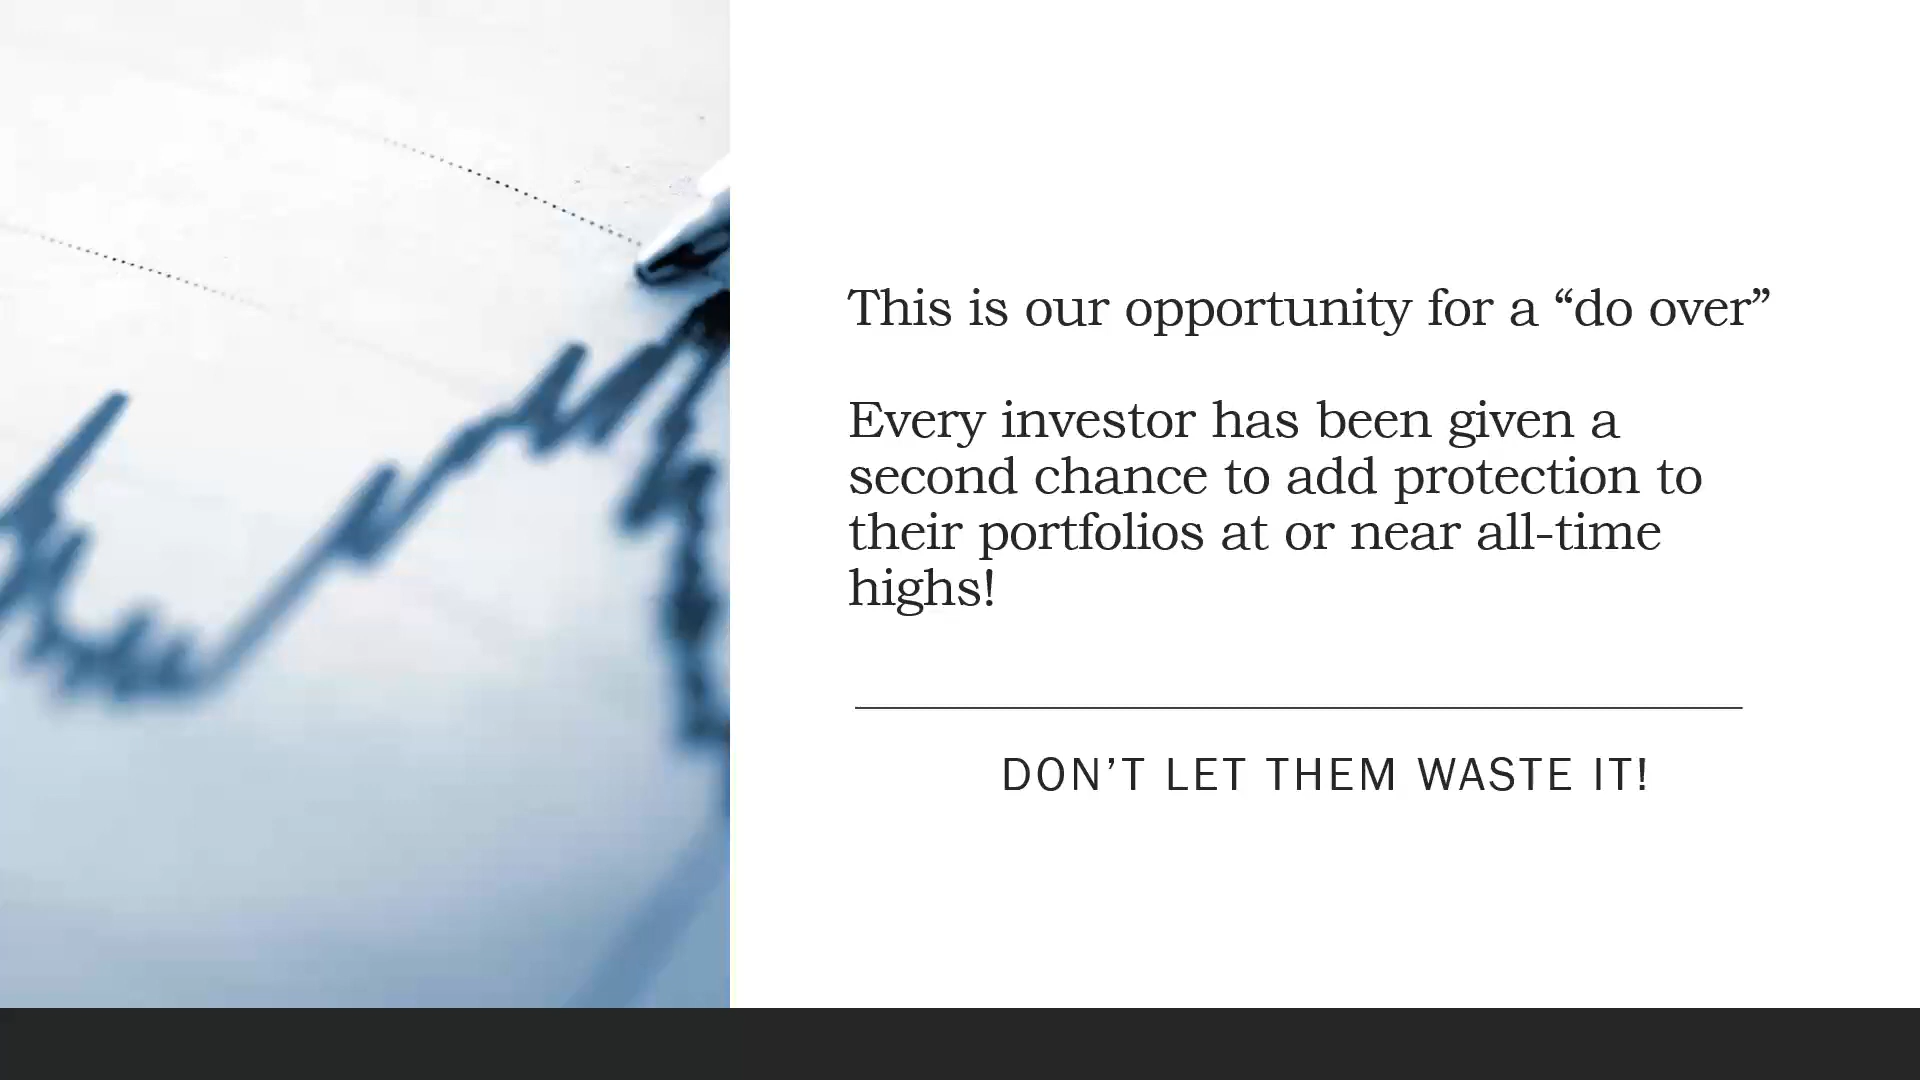 This is our opportunity for a “do over”
Every investor has been given a
second chance to add protection to
their portfolios at or near all-time
highs!
DON’T LET THEM WASTE IT!